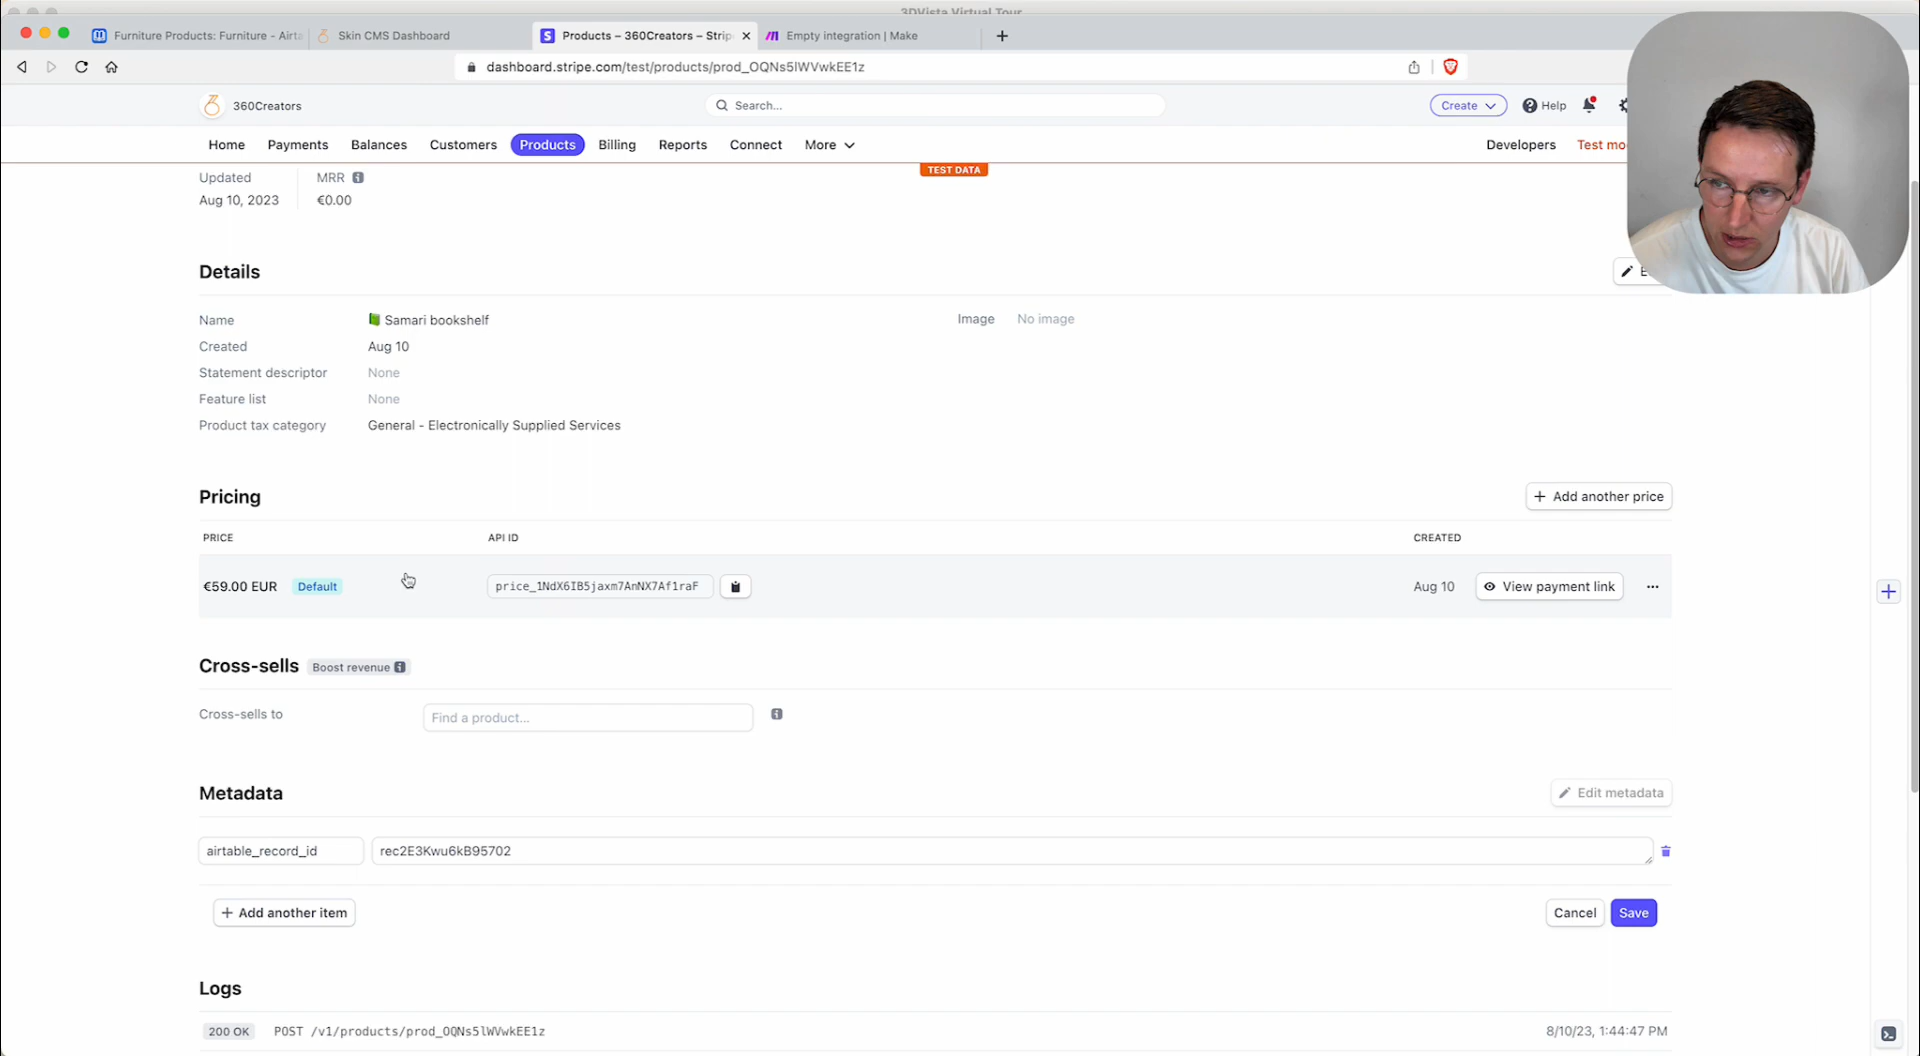 3DVista Virtual Tour
Furniture Products: Furniture - Airta
Skin CMS Dashboard
Products – 360Creators – Strip
Empty integration | Make
dashboard.stripe.com/test/products/prod_OQNs5lWVwkEE1z
360Creators
Search...
Create
Help
Home
Payments
Balances
Customers
Products
Billing
Reports
Connect
More
Developers
Test mo
TEST DATA
Updated
MRR
Aug 10, 2023
€0.00
Details
Name
Samari bookshelf
Image
No image
Created
Aug 10
Statement descriptor
None
Feature list
None
Product tax category
General - Electronically Supplied Services
Pricing
Add another price
PRICE
API ID
CREATED
€59.00 EUR
Default
price_1NdX6IB5jaxm7AnNX7Af1raF
Aug 10
View payment link
Cross-sells
Boost revenue
Cross-sells to
Find a product...
Metadata
Edit metadata
airtable_record_id
rec2E3Kwu6kB95702
Add another item
Cancel
Save
Logs
200 OK
POST /v1/products/prod_OQNs5lWVwkEE1z
8/10/23, 1:44:47 PM